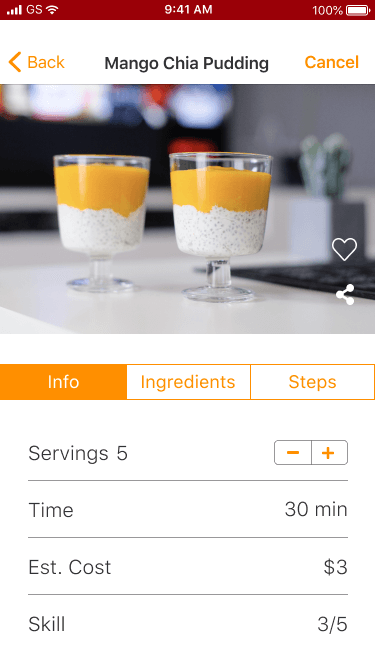 GS 9:41 AM 100%
Back Mango Chia Pudding Cancel
Info Ingredients Steps
Servings 5 − +
Time 30 min
Est. Cost $3
Skill 3/5